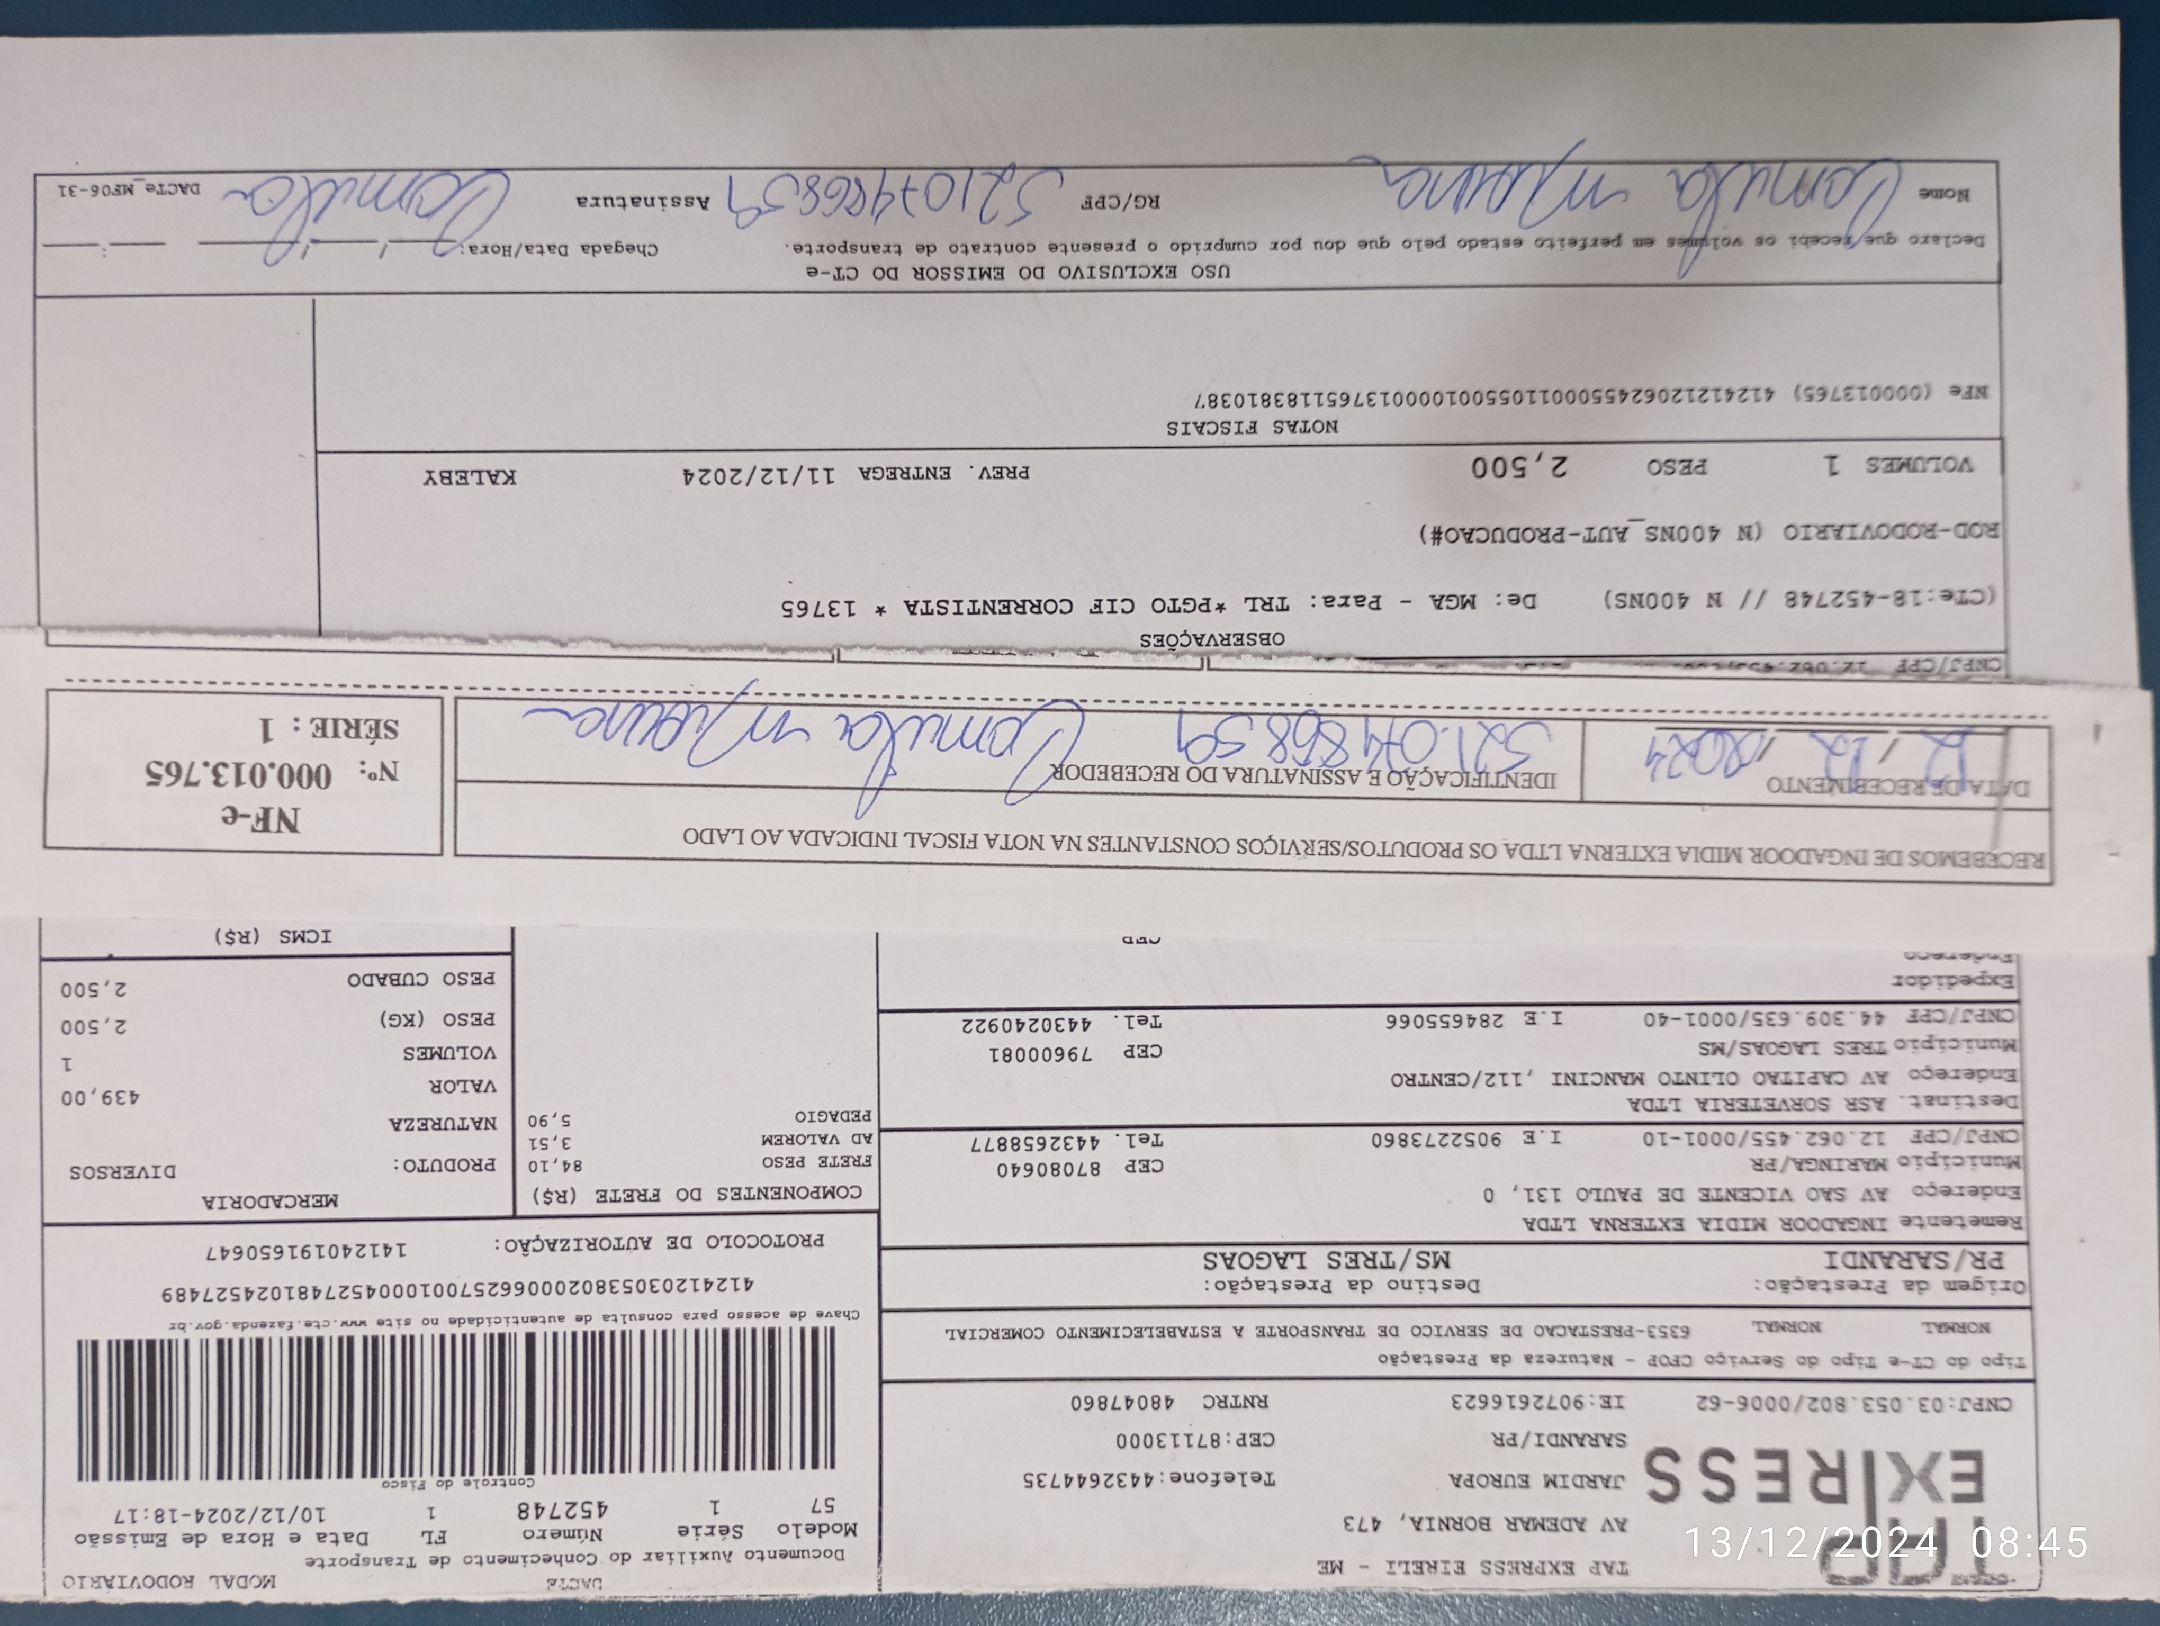 TAP
EXPRESS
TAP EXPRESS EIRELI - ME
AV ADEMAR BORNIA, 473
JARDIM EUROPA Telefone:4432644735
SARANDI/PR CEP:87113000
CNPJ:03.053.802/0006-62 IE:9072616623 RNTRC 48047860
Tipo do CT-e Tipo do Serviço CFOP - Natureza da Prestação
NORMAL NORMAL 6353-PRESTACAO DE SERVICO DE TRANSPORTE A ESTABELECIMENTO COMERCIAL
Origem da Prestação: Destino da Prestação:
PR/SARANDI MS/TRES LAGOAS
Remetente INGADOOR MIDIA EXTERNA LTDA
Endereço AV SAO VICENTE DE PAULO 131, 0
Município MARINGA/PR CEP 87080640
CNPJ/CPF 12.062.455/0001-10 I.E 9052273860 Tel. 4432658877
Destinat. ASR SORVETERIA LTDA
Endereço AV CAPITAO OLINTO MANCINI ,112/CENTRO
Município TRES LAGOAS/MS CEP 79600081
CNPJ/CPF 44.309.635/0001-40 I.E 284655066 Tel. 4430240922
Expedidor
Endereço
CEP
DACTE MODAL RODOVIÁRIO
Documento Auxiliar do Conhecimento de Transporte
Modelo Série Número FL Data e Hora de Emissão
57 1 452748 1 10/12/2024-18:17
Controle do Fisco
Chave de acesso para consulta de autenticidade no site www.cte.fazenda.gov.br
41241203053802000662570010004527481024527489
PROTOCOLO DE AUTORIZAÇÃO: 141240191650647
COMPONENTES DO FRETE (R$)
FRETE PESO 84,10
AD VALOREM 3,51
PEDAGIO 5,90
MERCADORIA
PRODUTO: DIVERSOS
NATUREZA
VALOR 439,00
VOLUMES 1
PESO (KG) 2,500
PESO CUBADO 2,500
ICMS (R$)
RECEBEMOS DE INGADOOR MIDIA EXTERNA LTDA OS PRODUTOS/SERVIÇOS CONSTANTES NA NOTA FISCAL INDICADA AO LADO
DATA DE RECEBIMENTO IDENTIFICAÇÃO E ASSINATURA DO RECEBEDOR
12/12/2024 521.074868 59 Camila Moura
NF-e
Nº: 000.013.765
SÉRIE : 1
CNPJ/CPF
OBSERVAÇÕES
(CTe:18-452748 // N 400NS) De: MGA - Para: TRL *PGTO CIF CORRENTISTA * 13765
ROD-RODOVIARIO (N 400NS_AUT-PRODUCAO#)
VOLUMES 1 PESO 2,500 PREV. ENTREGA 11/12/2024 KALEBY
NOTAS FISCAIS
NFe (000013765) 41241212062455000110550010000137651183810387
USO EXCLUSIVO DO EMISSOR DO CT-e
Declaro que recebi os volumes em perfeito estado pelo que dou por cumprido o presente contrato de transporte. Chegada Data/Hora:
Nome Camila Moura RG/CPF 52107486859 Assinatura Camila DACTe_MF06-31
13/12/2024 08:45